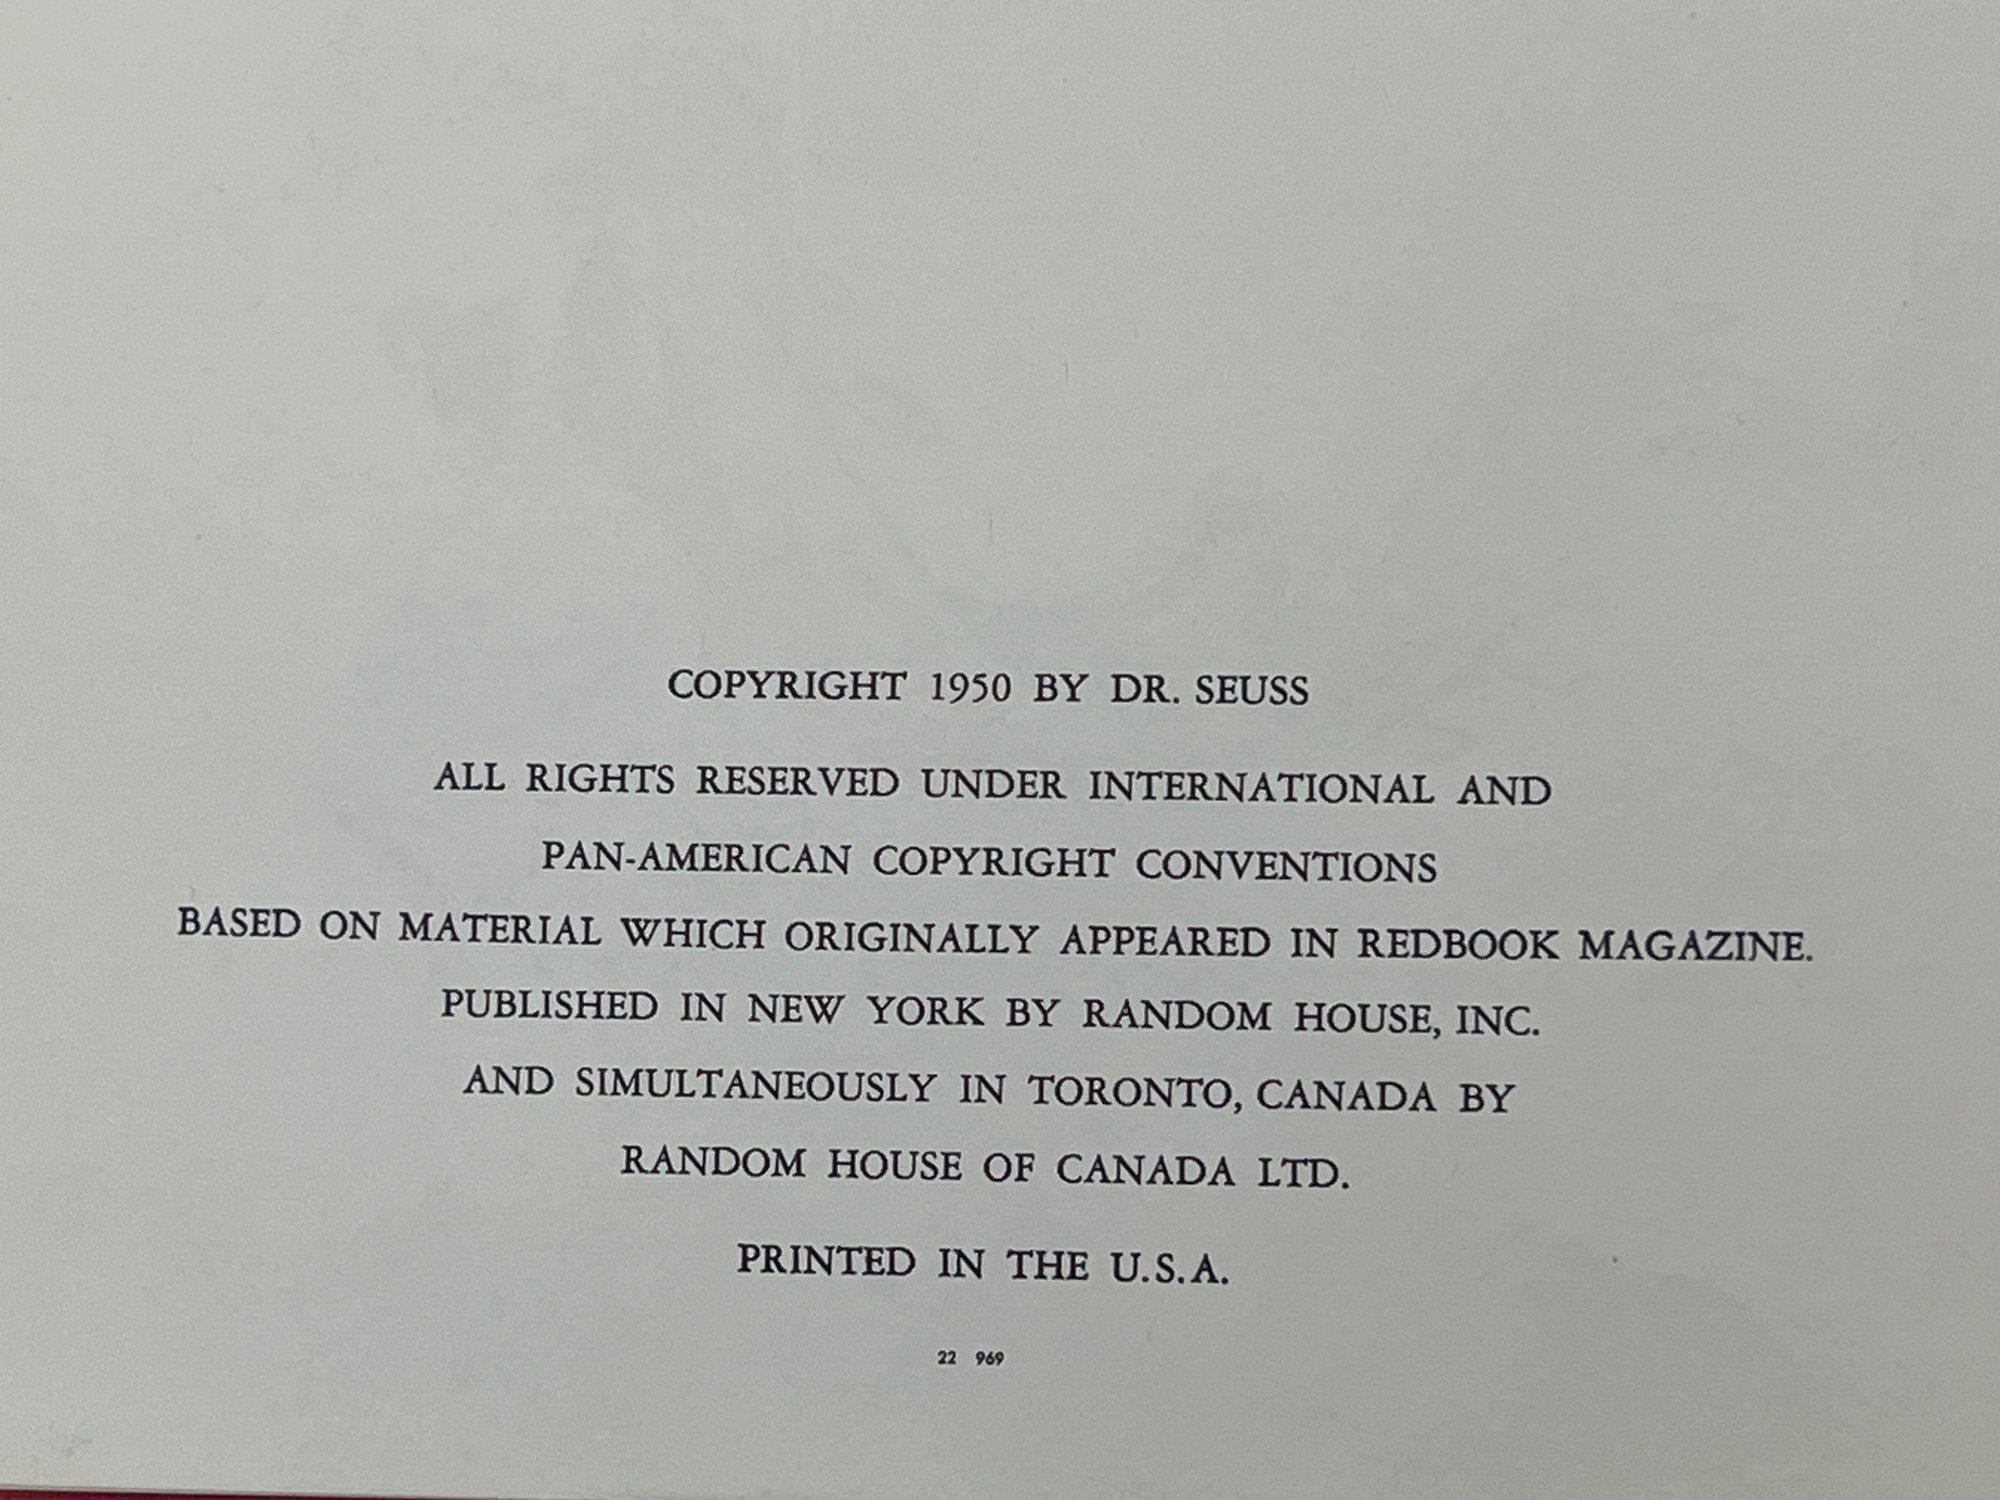 COPYRIGHT 1950 BY DR. SEUSS
ALL RIGHTS RESERVED UNDER INTERNATIONAL AND
PAN-AMERICAN COPYRIGHT CONVENTIONS
BASED ON MATERIAL WHICH ORIGINALLY APPEARED IN REDBOOK MAGAZINE.
PUBLISHED IN NEW YORK BY RANDOM HOUSE, INC.
AND SIMULTANEOUSLY IN TORONTO, CANADA BY
RANDOM HOUSE OF CANADA LTD.
PRINTED IN THE U.S.A.
22 969